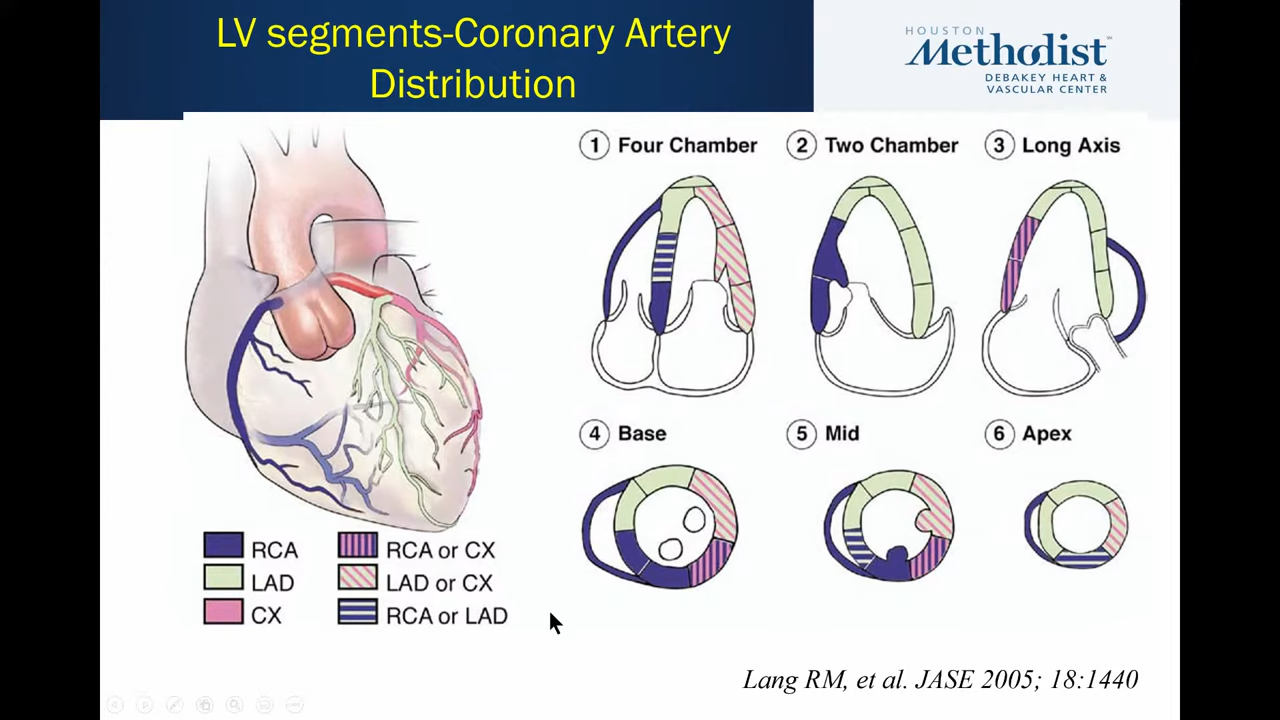 LV segments-Coronary Artery
Distribution
HOUSTON
Methodist
DEBAKEY HEART &
VASCULAR CENTER
1 Four Chamber
2 Two Chamber
3 Long Axis
4 Base
5 Mid
6 Apex
RCA
LAD
CX
RCA or CX
LAD or CX
RCA or LAD
Lang RM, et al. JASE 2005; 18:1440